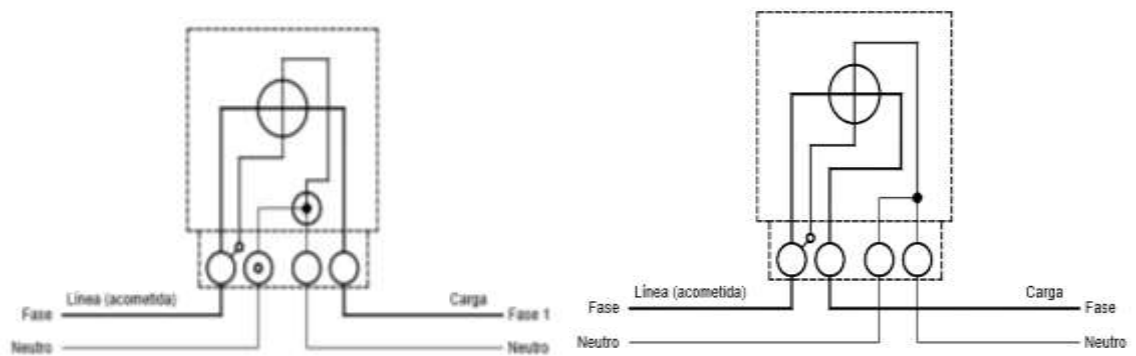 Línea (acometida) Carga
Fase Fase 1
Neutro Neutro
Línea (acometida) Carga
Fase Fase
Neutro Neutro